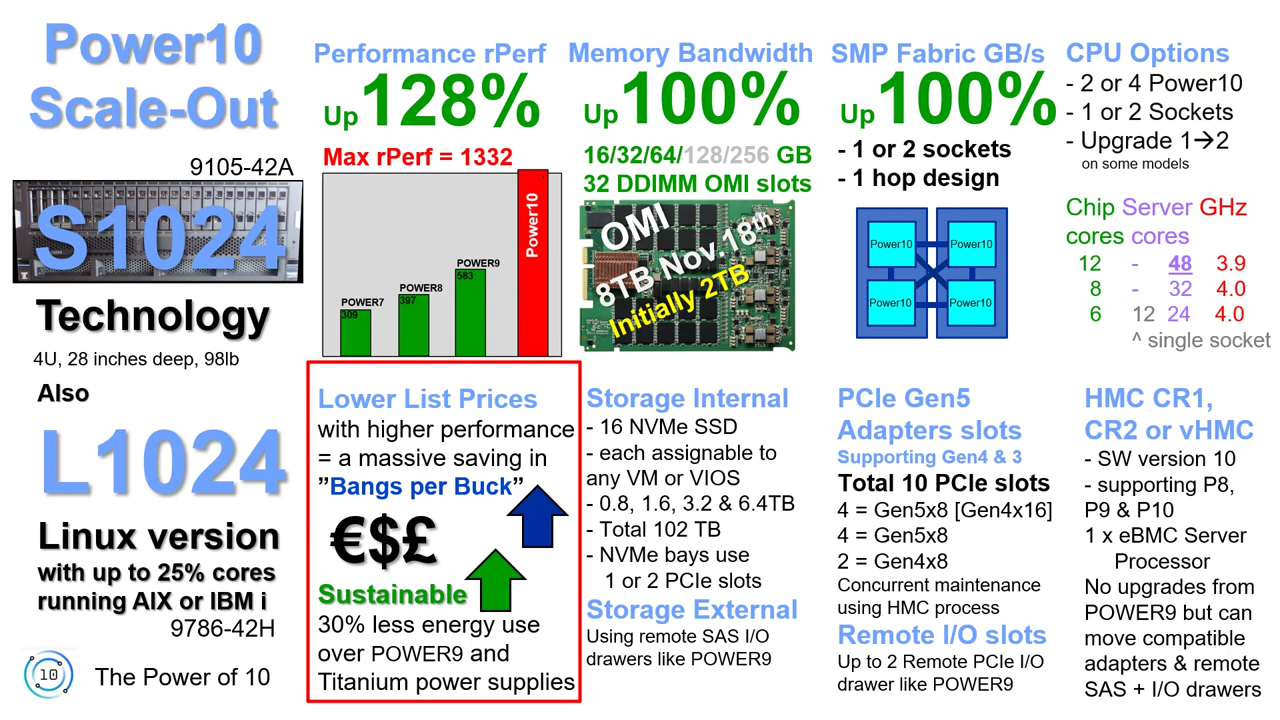 Power10
Scale-Out
9105-42A
S1024
Technology
4U, 28 inches deep, 98lb
Also
L1024
Linux version
with up to 25% cores
running AIX or IBM i
9786-42H
10
The Power of 10
Performance rPerf
Up 128%
Max rPerf = 1332
POWER7
309
POWER8
397
POWER9
583
Power10
Lower List Prices
with higher performance
= a massive saving in
”Bangs per Buck”
€$£
Sustainable
30% less energy use
over POWER9 and
Titanium power supplies
Memory Bandwidth
Up 100%
16/32/64/128/256 GB
32 DDIMM OMI slots
OMI
8TB Nov.18th
Initially 2TB
Storage Internal
- 16 NVMe SSD
- each assignable to
any VM or VIOS
- 0.8, 1.6, 3.2 & 6.4TB
- Total 102 TB
- NVMe bays use
1 or 2 PCIe slots
Storage External
Using remote SAS I/O
drawers like POWER9
SMP Fabric GB/s
Up 100%
- 1 or 2 sockets
- 1 hop design
Power10 Power10
Power10 Power10
PCIe Gen5
Adapters slots
Supporting Gen4 & 3
Total 10 PCIe slots
4 = Gen5x8 [Gen4x16]
4 = Gen5x8
2 = Gen4x8
Concurrent maintenance
using HMC process
Remote I/O slots
Up to 2 Remote PCIe I/O
drawer like POWER9
CPU Options
- 2 or 4 Power10
- 1 or 2 Sockets
- Upgrade 1→2
on some models
Chip Server GHz
cores cores
12 - 48 3.9
8 - 32 4.0
6 12 24 4.0
^ single socket
HMC CR1,
CR2 or vHMC
- SW version 10
- supporting P8,
P9 & P10
1 x eBMC Server
Processor
No upgrades from
POWER9 but can
move compatible
adapters & remote
SAS + I/O drawers